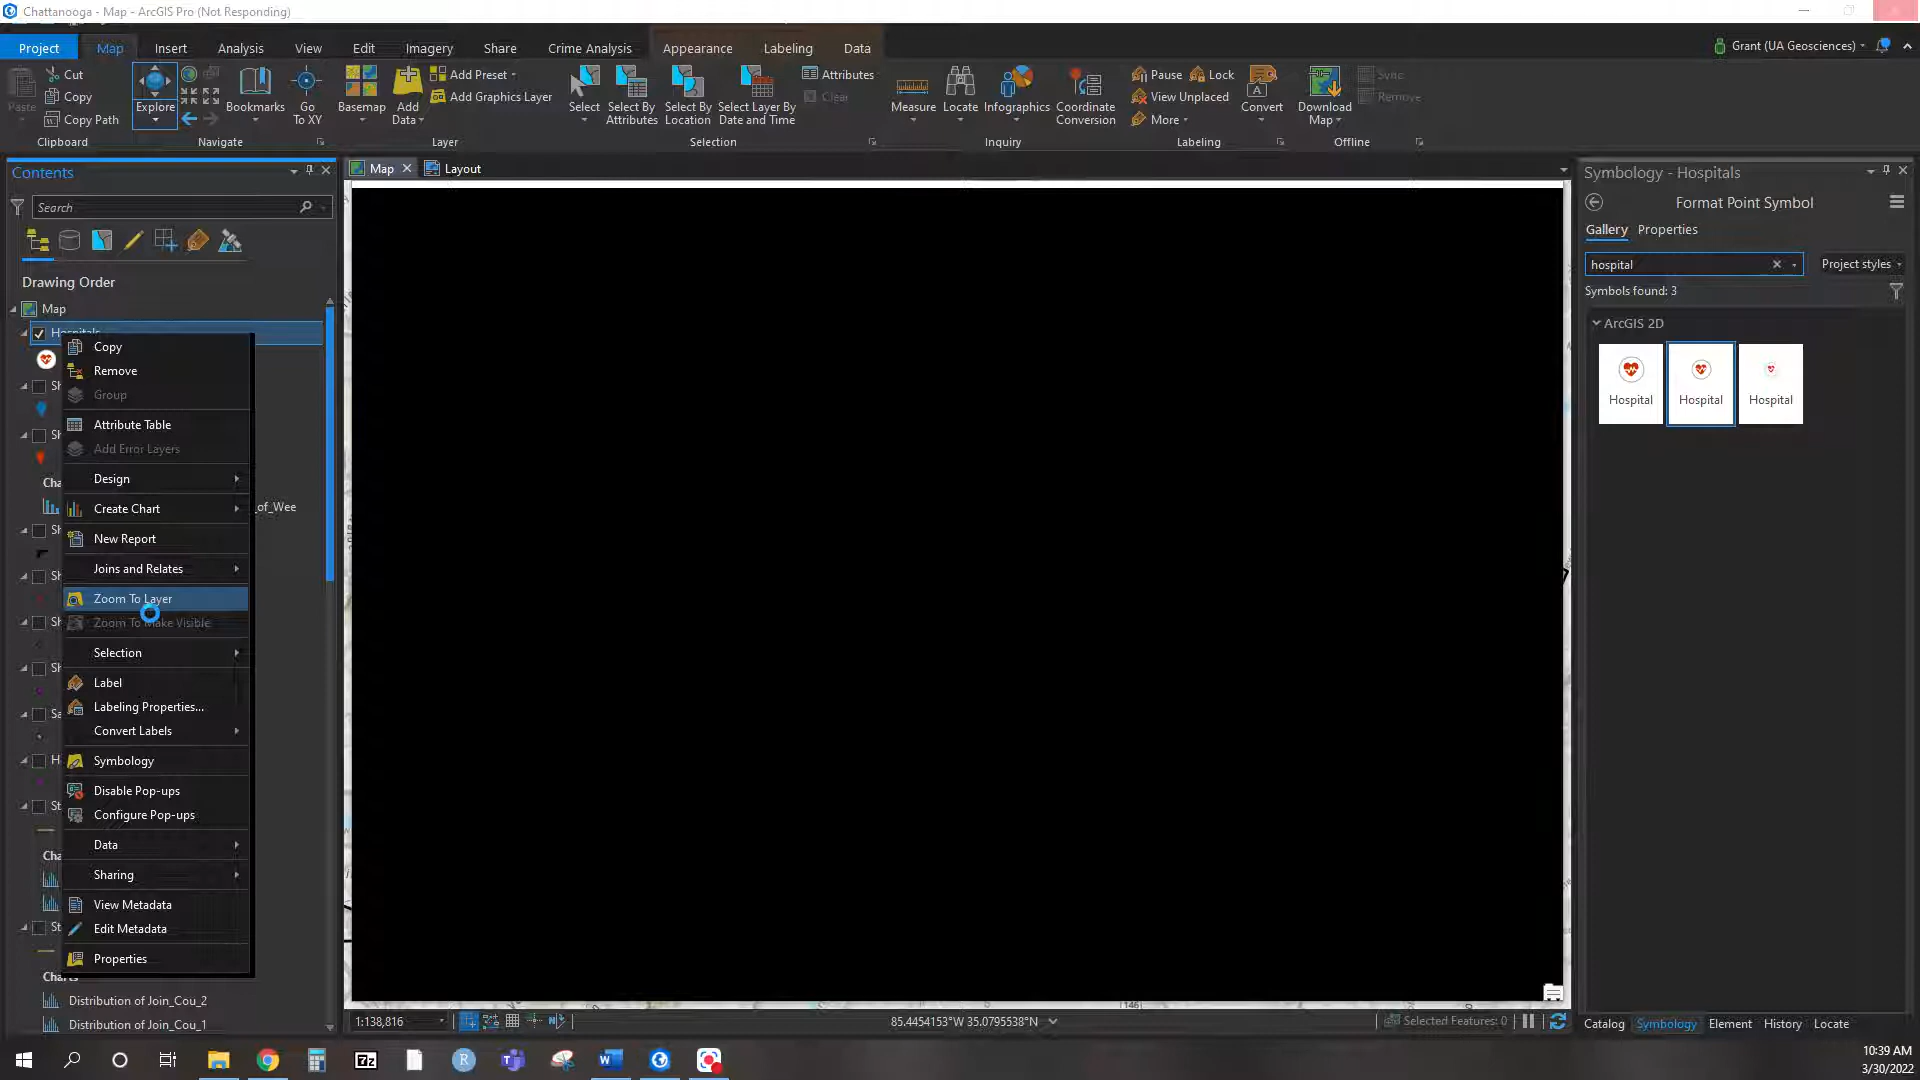 Chattanooga - Map - ArcGIS Pro (Not Responding)
Project Map Insert Analysis View Edit Imagery Share Crime Analysis Appearance Labeling Data Grant (UA Geosciences)
Paste
Cut
Copy
Copy Path
Clipboard
Explore
Bookmarks
Go To XY
Navigate
Basemap
Add Data
Add Preset
Add Graphics Layer
Layer
Select
Select By Attributes
Select By Location
Select Layer By Date and Time
Attributes
Clear
Selection
Measure
Locate
Infographics
Coordinate Conversion
Inquiry
Pause Lock
View Unplaced
More
Convert
Labeling
Download Map
Sync
Remove
Offline
Contents
Search
Drawing Order
Map
Hospitals
Copy
Remove
Group
Attribute Table
Add Error Layers
Design
Create Chart
New Report
Joins and Relates
Zoom To Layer
Zoom To Make Visible
Selection
Label
Labeling Properties...
Convert Labels
Symbology
Disable Pop-ups
Configure Pop-ups
Data
Sharing
View Metadata
Edit Metadata
Properties
_of_Wee
Distribution of Join_Cou_2
Distribution of Join_Cou_1
Map Layout
1:138,816
85.4454153°W 35.0795538°N
Selected Features: 0
Symbology - Hospitals
Format Point Symbol
Gallery Properties
hospital
Project styles
Symbols found: 3
ArcGIS 2D
Hospital Hospital Hospital
Catalog Symbology Element History Locate
10:39 AM
3/30/2022